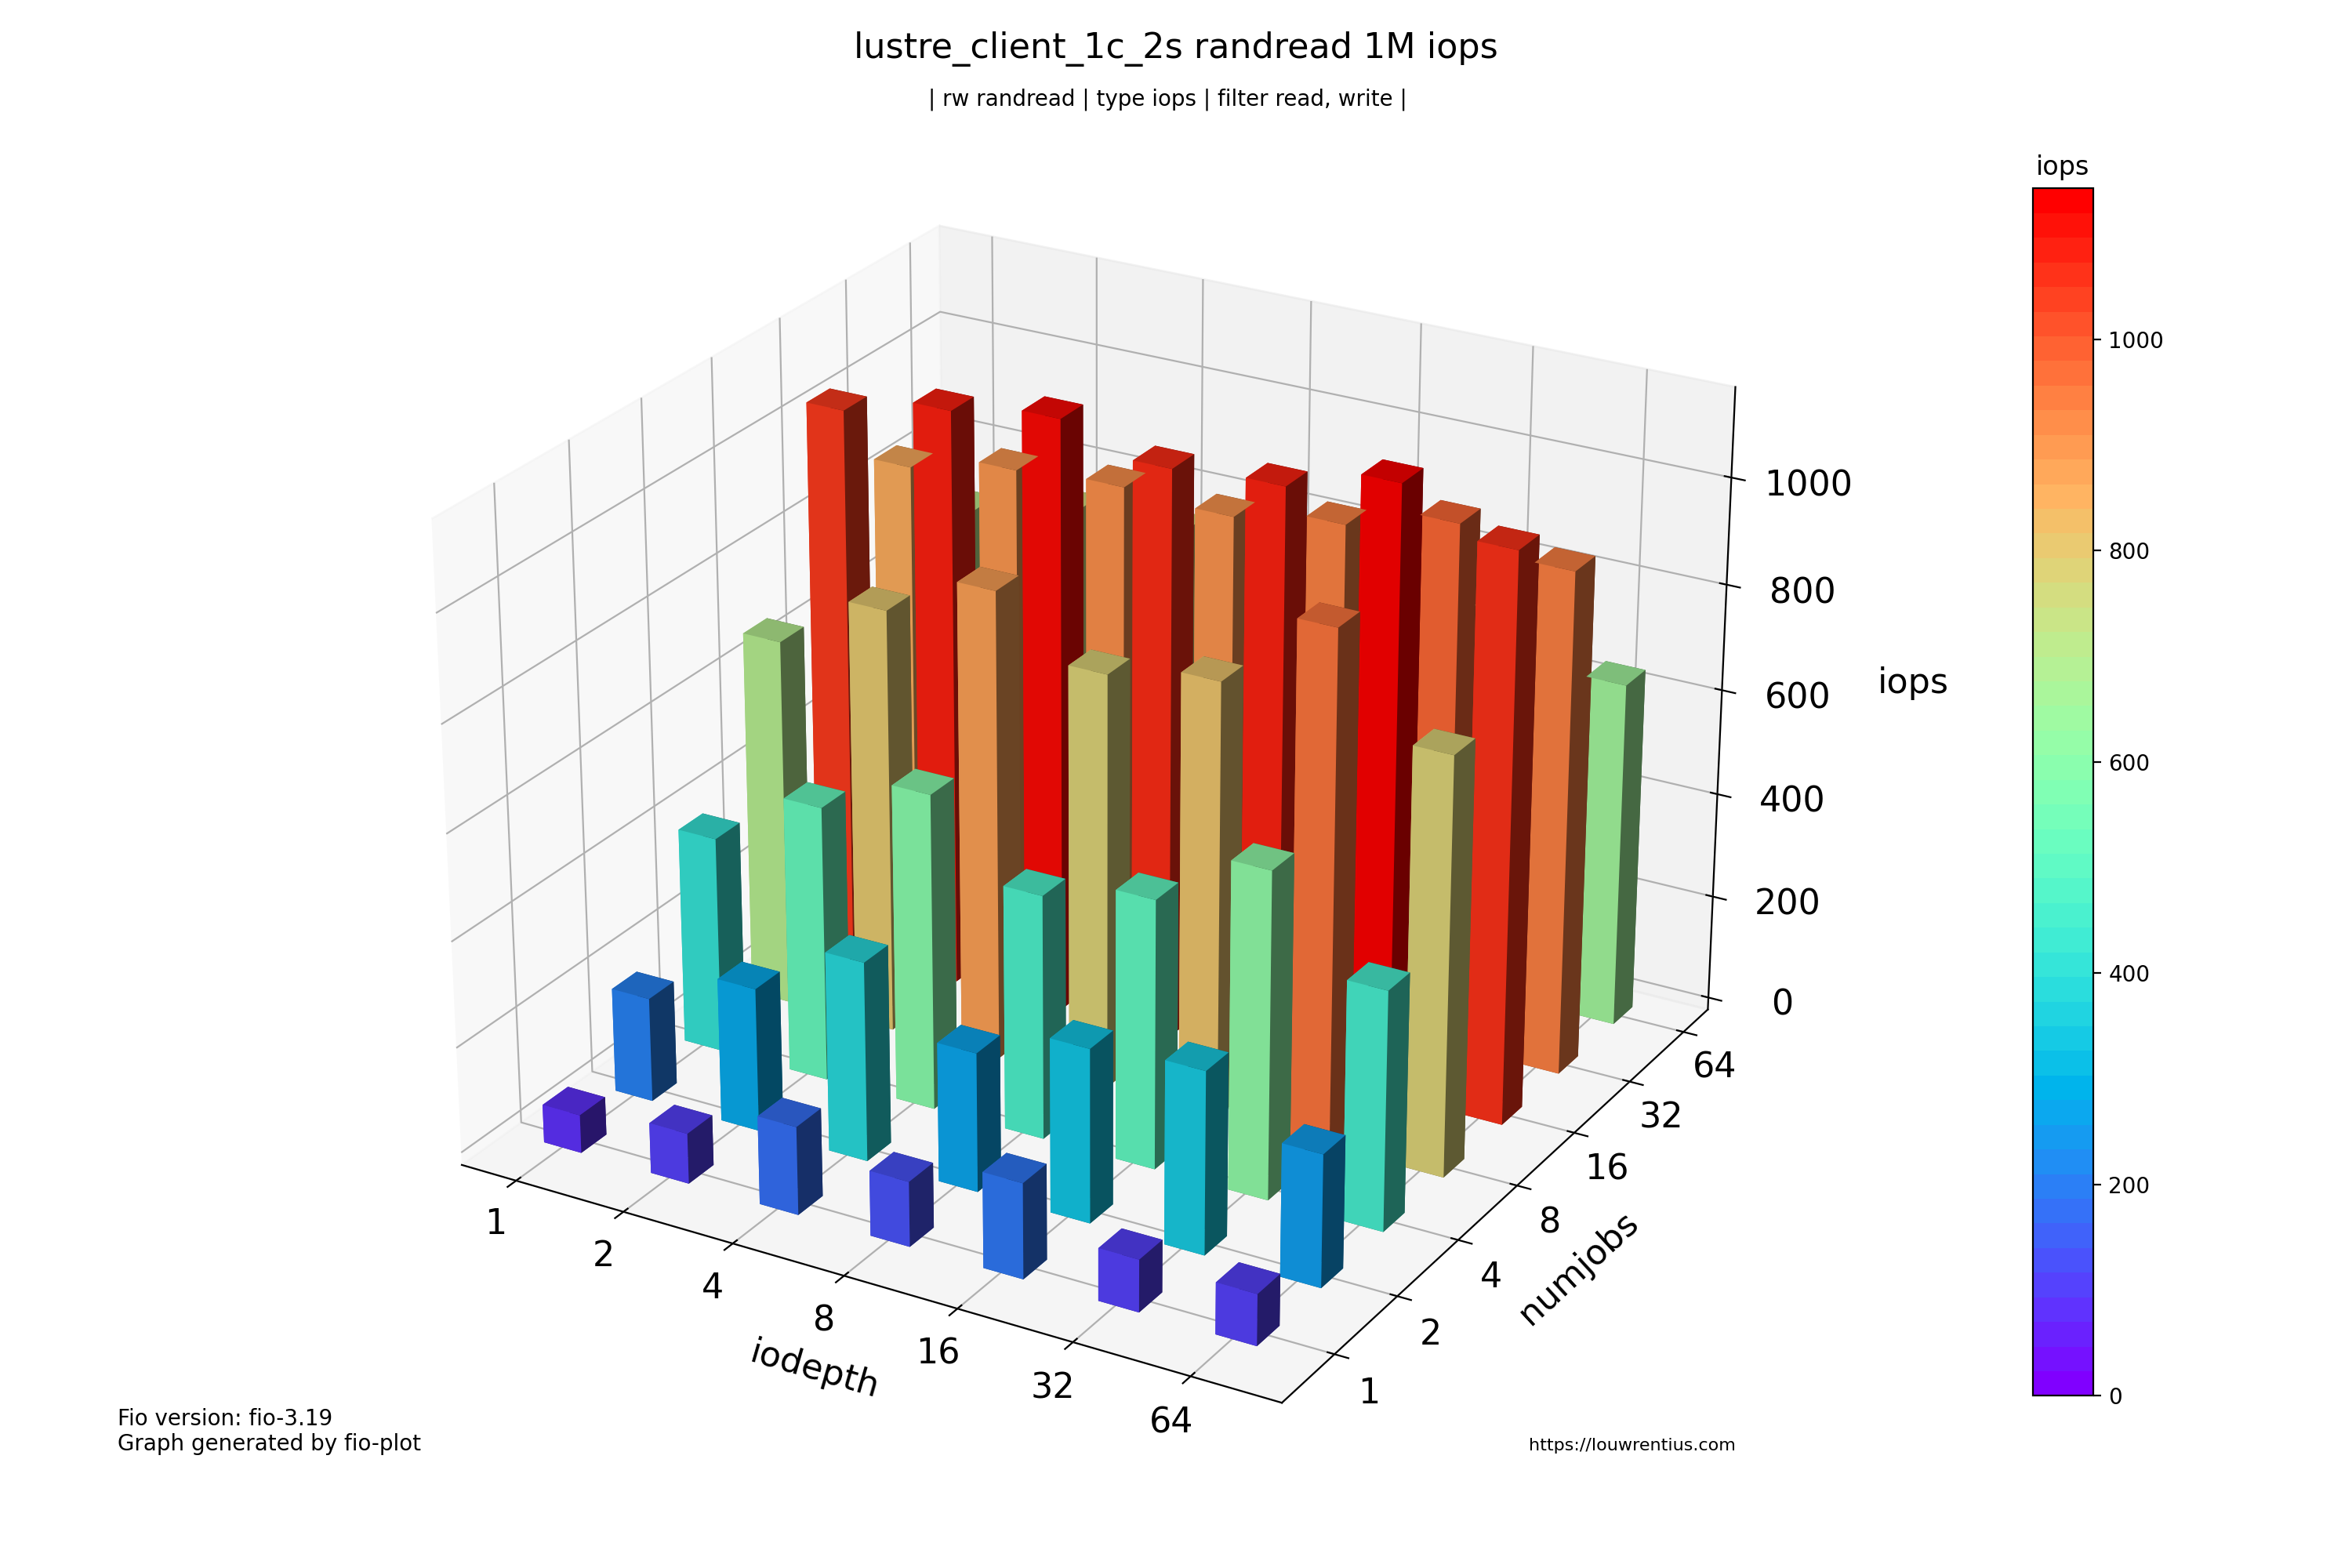 lustre_client_1c_2s randread 1M iops
| rw randread | type iops | filter read, write |
iops
1000
800
600
400
200
0
1000
800
600
400
200
0
iops
64
32
16
8
4
2
1
numjobs
1
2
4
8
16
32
64
iodepth
Fio version: fio-3.19
Graph generated by fio-plot
https://louwrentius.com